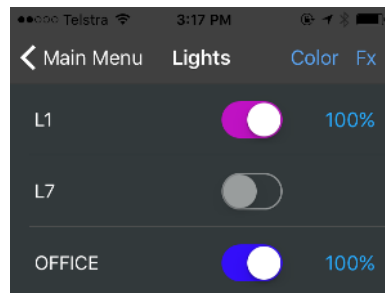 Telstra 3:17 PM
Main Menu Lights Color Fx
L1 100%
L7
OFFICE 100%